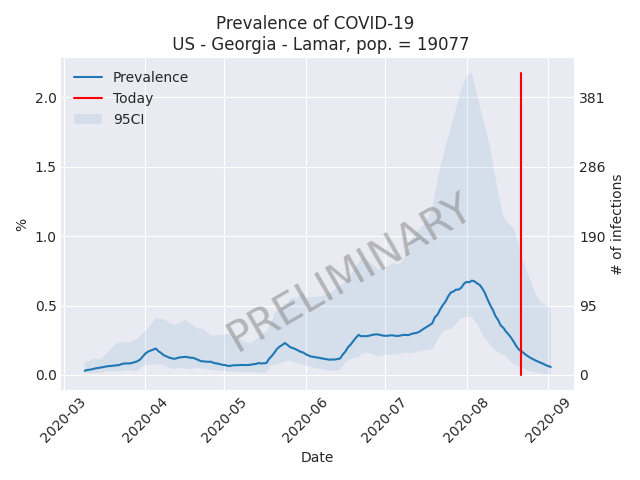 Prevalence of COVID-19
US - Georgia - Lamar, pop. = 19077
Prevalence
Today
95CI
PRELIMINARY
%
2.0
1.5
1.0
0.5
0.0
381
286
190
95
0
# of infections
2020-03
2020-04
2020-05
2020-06
2020-07
2020-08
2020-09
Date